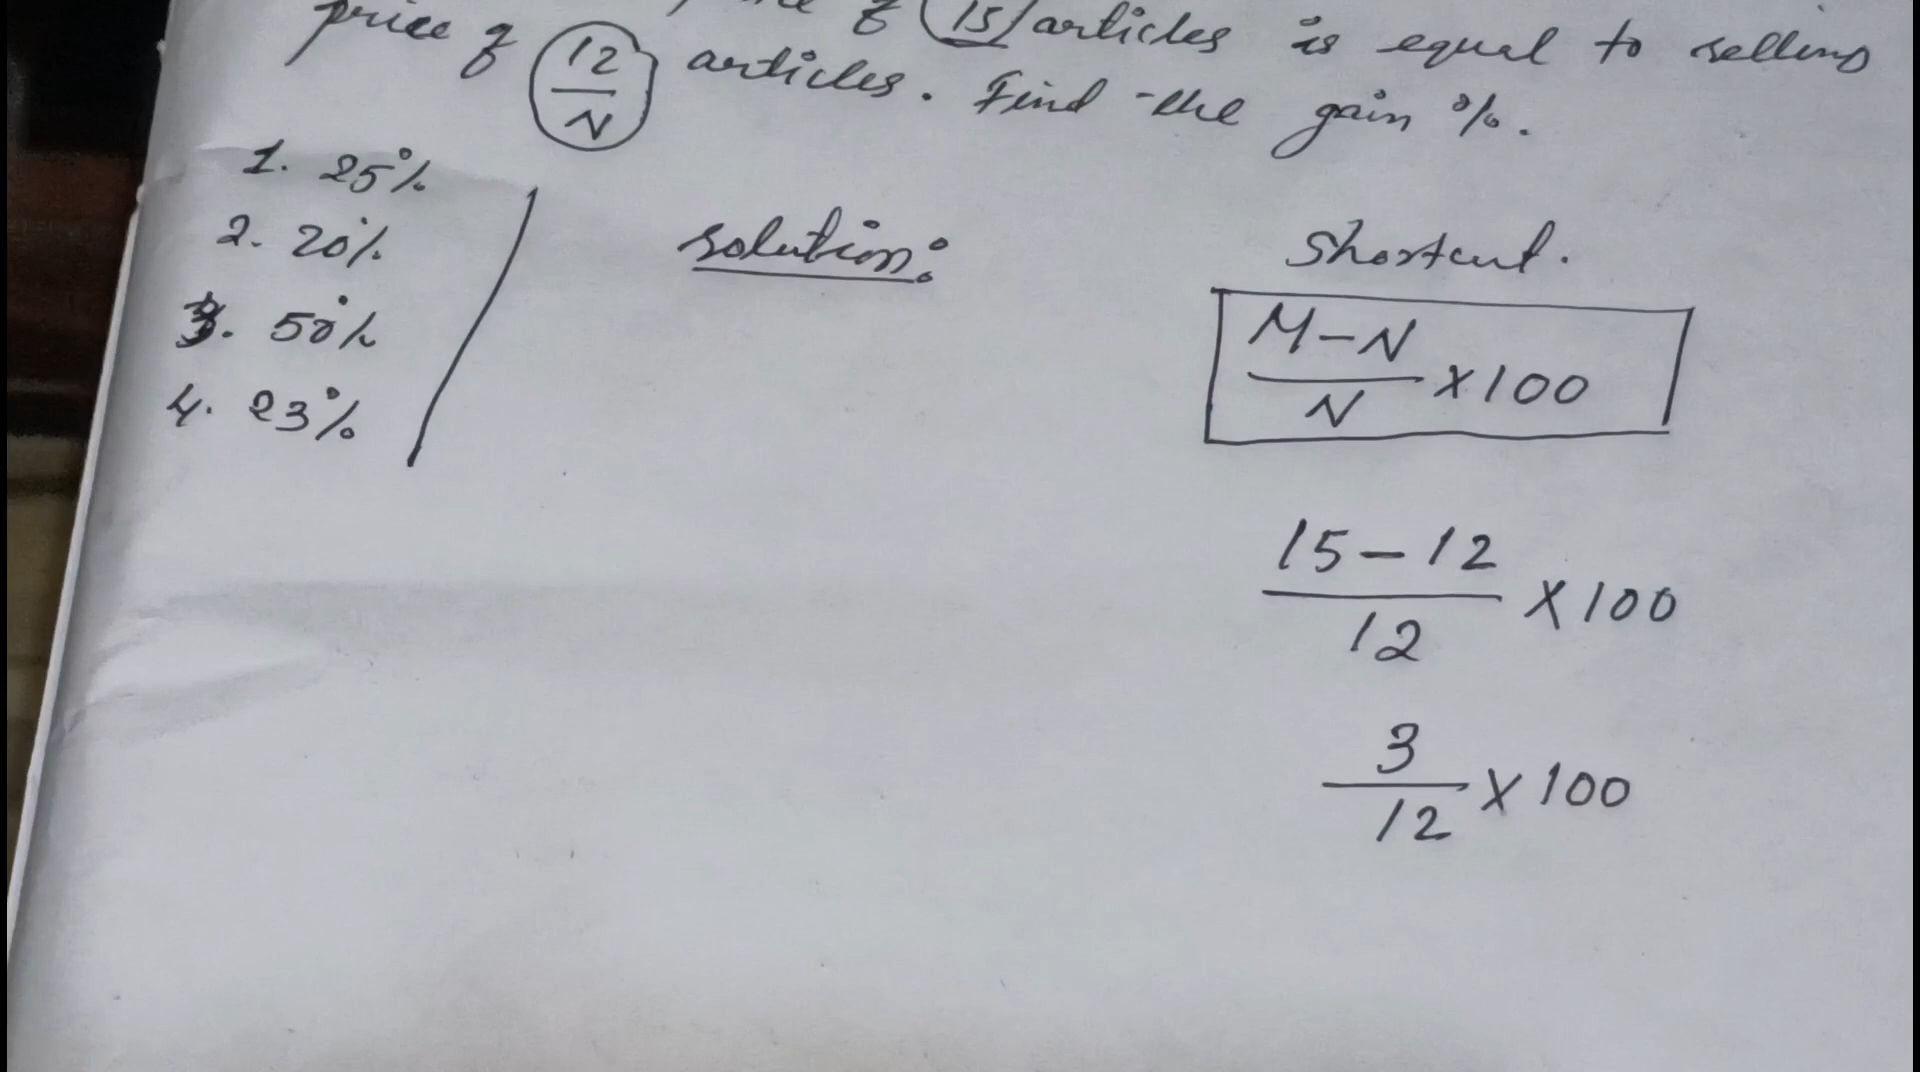 of 15 articles is equal to selling
price of 12 articles. Find the gain %.
N
1. 25%
2. 20%
3. 50%
4. 23%
solution:
Shortcut.
M-N
N
×100
15-12
12
×100
3
12
×100